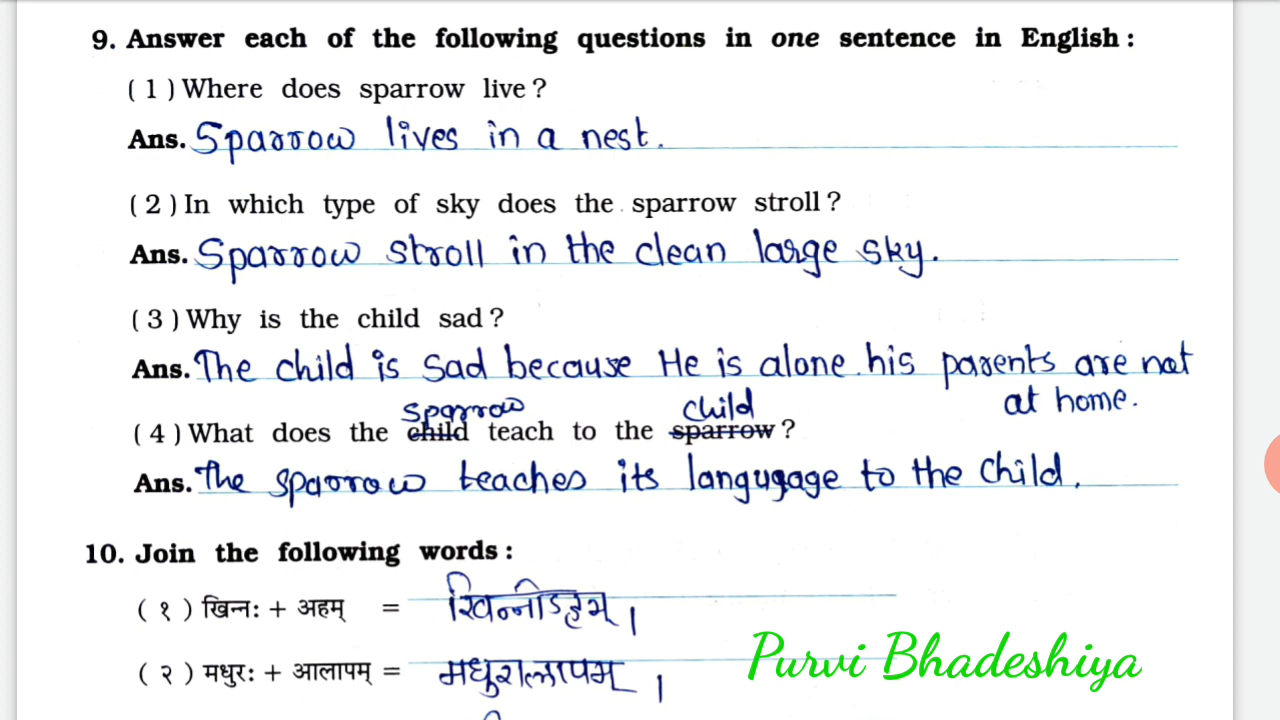 9. Answer each of the following questions in one sentence in English :
( 1 ) Where does sparrow live ?
Ans. Sparrow lives in a nest.
( 2 ) In which type of sky does the sparrow stroll ?
Ans. Sparrow stroll in the clean large sky.
( 3 ) Why is the child sad ?
Ans. The child is sad because He is alone. his parents are not
at home.
sparrow child
( 4 ) What does the child teach to the sparrow ?
Ans. The sparrow teaches its langugage to the child.
10. Join the following words :
( १ ) खिन्नः + अहम् = खिन्नोऽहम् ।
( २ ) मधुरः + आलापम् = मधुरालापम् ।
Purvi Bhadeshiya